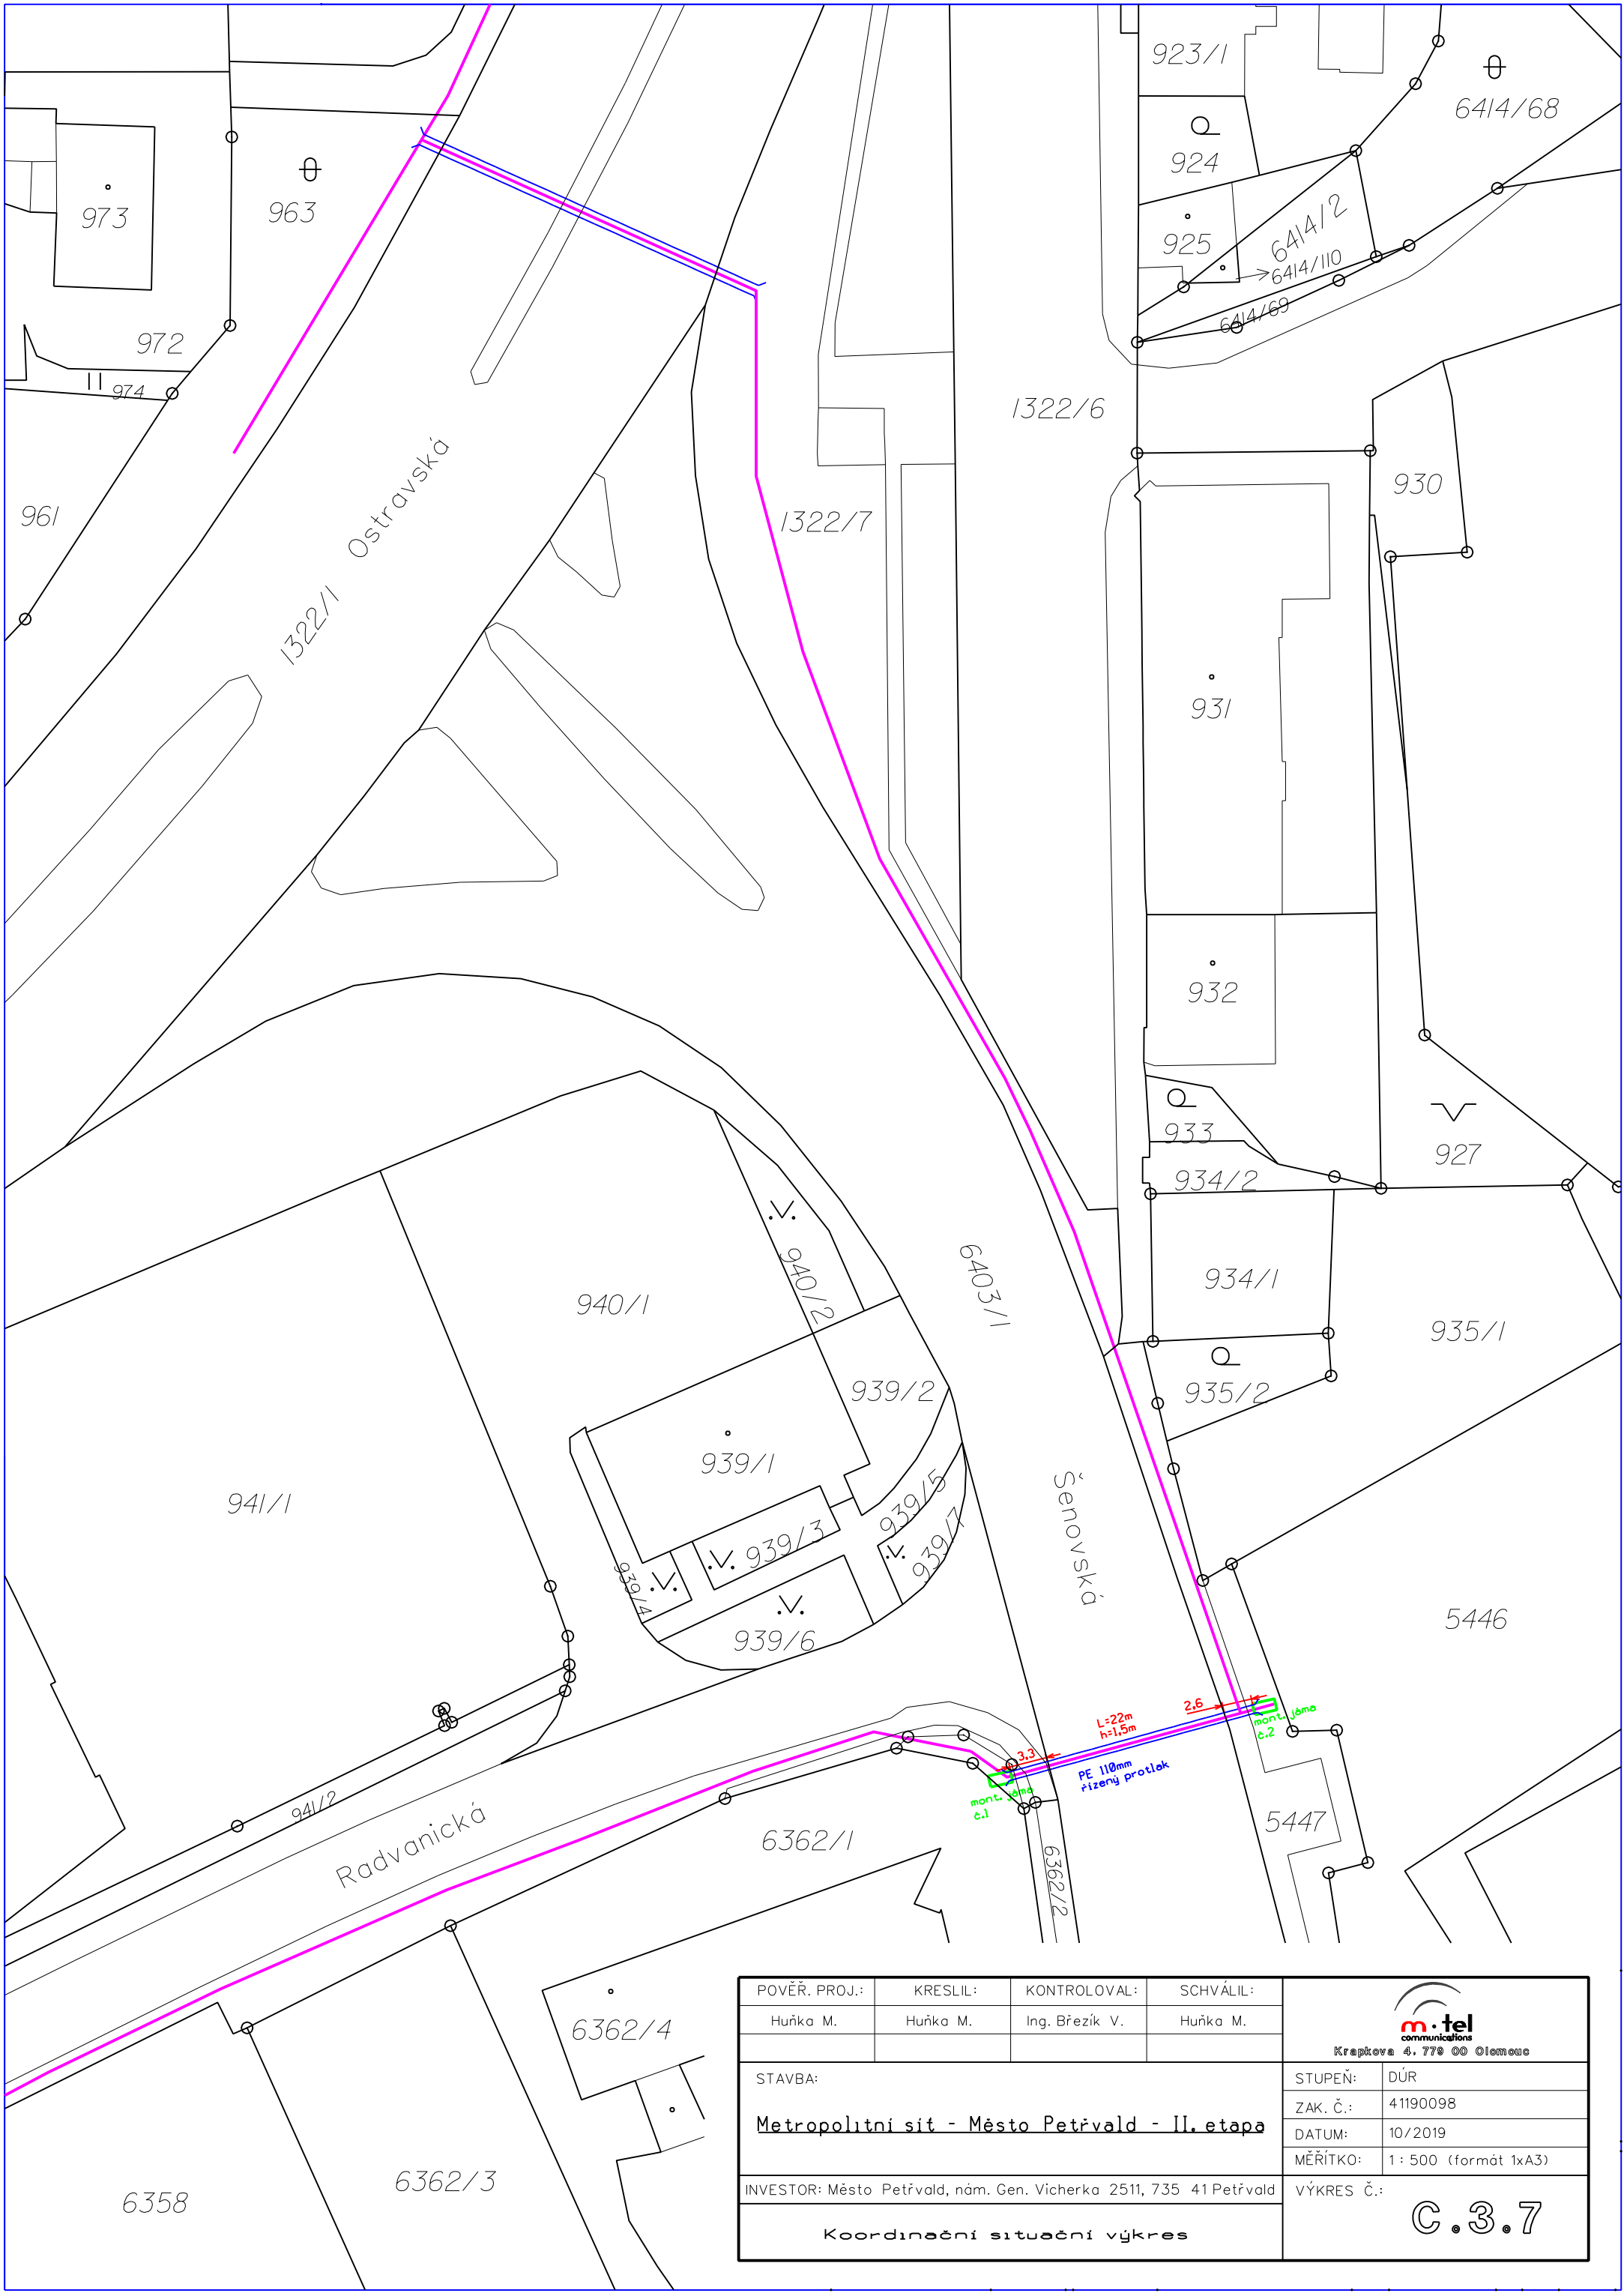 923/1
6414/68
924
973
963
925
6414/2
6414/110
6414/69
972
974
1322/6
930
961
Ostravská
1322/7
1322/1
931
932
933
927
934/2
940/2
6403/1
934/1
940/1
935/1
939/2
935/2
939/1
941/1
939/5
Šenovská
939/3
939/7
939/4
5446
939/6
2.6
L=22m
h=1,5m
mont. jáma
č.2
3.3
PE 110mm
řízený protlak
mont. jáma
č.1
941/2
5447
Radvanická
6362/1
6362/2
6362/4
6362/3
6358
POVĚŘ. PROJ.: KRESLIL: KONTROLOVAL: SCHVÁLIL:
Huňka M. Huňka M. Ing. Březík V. Huňka M.
m·tel
communications
Krapkova 4, 779 00 Olomouc
STAVBA:
Metropolitní síť - Město Petřvald - II. etapa
STUPEŇ: DÚR
ZAK. Č.: 41190098
DATUM: 10/2019
MĚŘÍTKO: 1 : 500 (formát 1xA3)
INVESTOR: Město Petřvald, nám. Gen. Vicherka 2511, 735 41 Petřvald
VÝKRES Č.:
C.3.7
Koordinační situační výkres